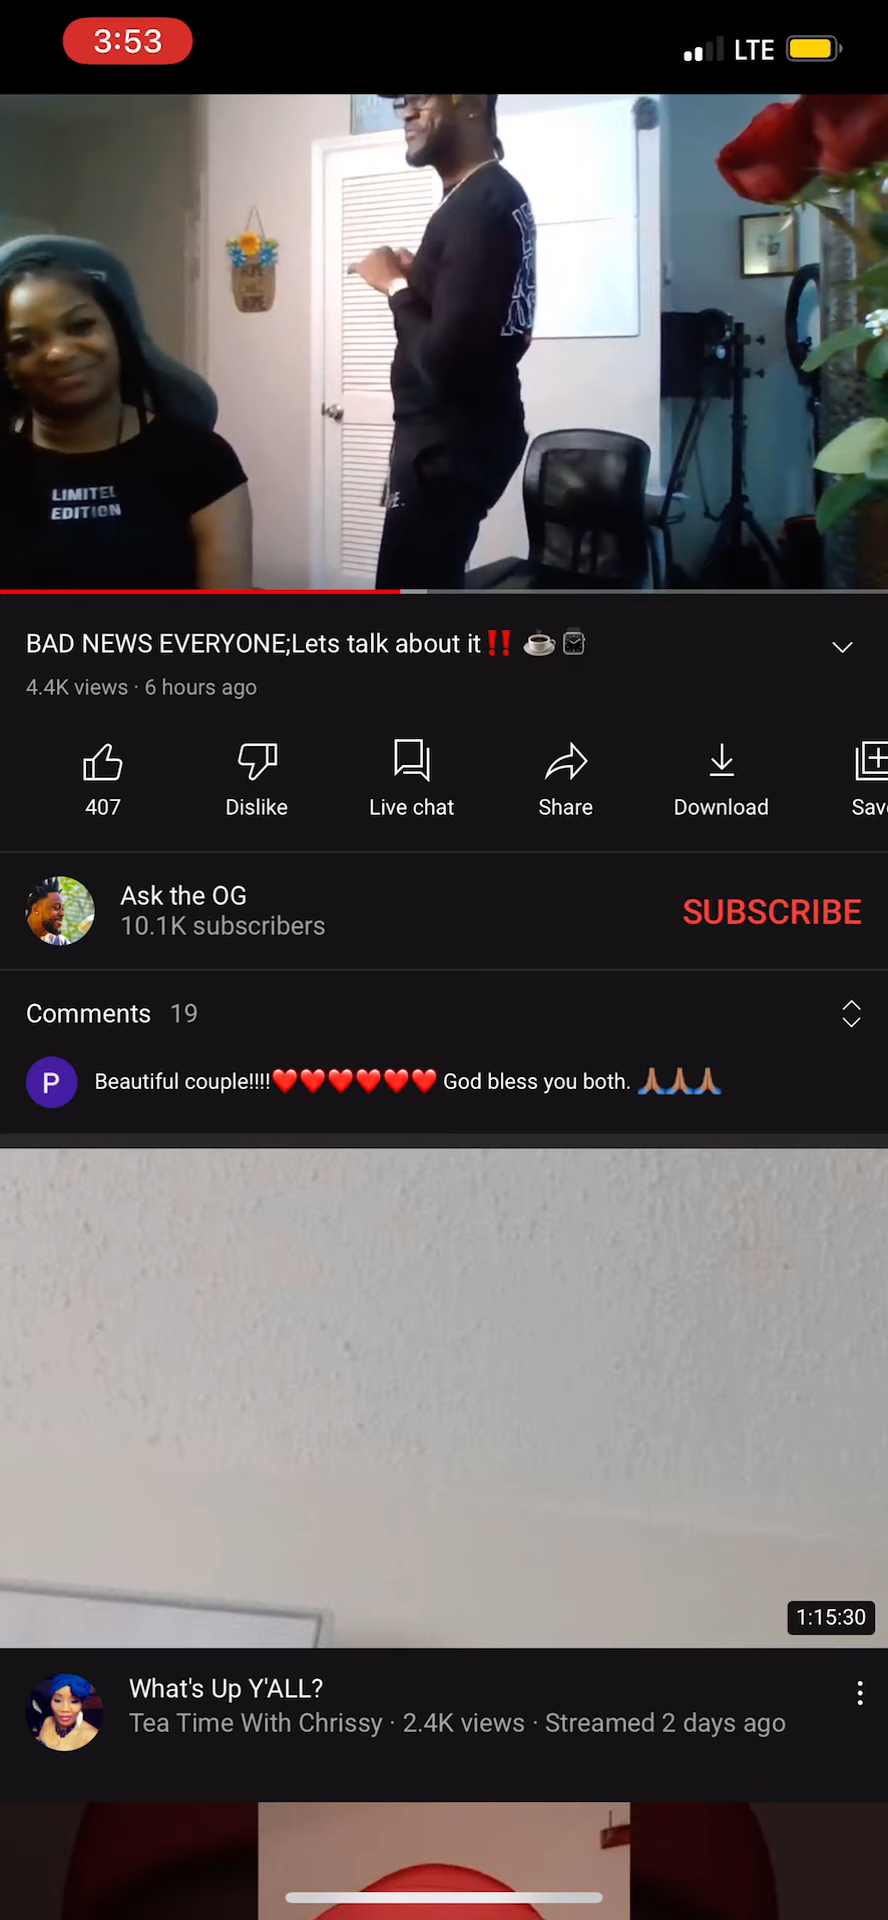 3:53
LTE
LIMITED
EDITION
BAD NEWS EVERYONE;Lets talk about it‼️ ☕⌚
4.4K views · 6 hours ago
407
Dislike
Live chat
Share
Download
Save
Ask the OG
10.1K subscribers
SUBSCRIBE
Comments 19
P
Beautiful couple!!!!❤️❤️❤️❤️❤️❤️ God bless you both. 🙏🏽🙏🏽🙏🏽
1:15:30
What's Up Y'ALL?
Tea Time With Chrissy · 2.4K views · Streamed 2 days ago